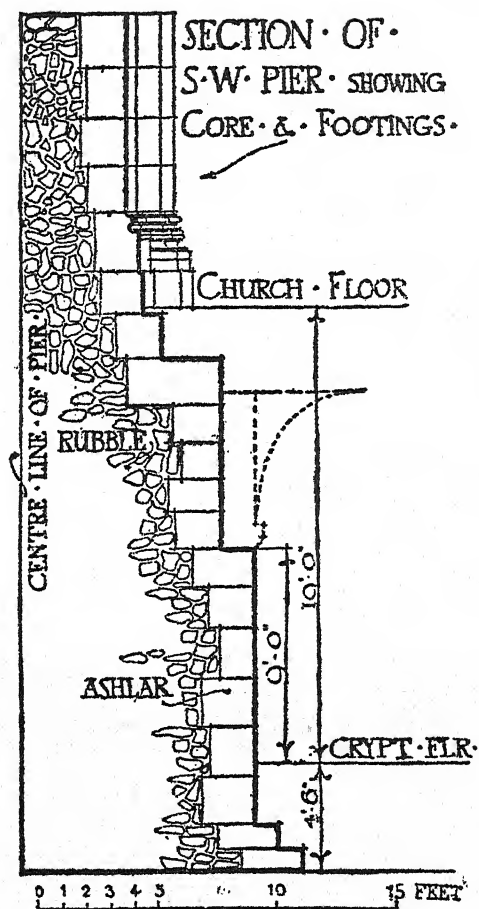 SECTION · OF ·
S·W· PIER · SHOWING
CORE · & · FOOTINGS ·
CHURCH · FLOOR
CENTRE · LINE · OF · PIER ·
RUBBLE
10'·0"
9'·0"
ASHLAR
CRYPT · FLR ·
4'·6"
0 1 2 3 4 5 10 15 FEET